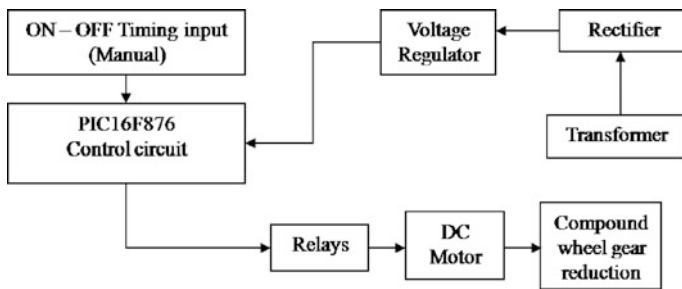 ON – OFF Timing input
(Manual)
Voltage
Regulator
Rectifier
PIC16F876
Control circuit
Transformer
Relays
DC
Motor
Compound
wheel gear
reduction